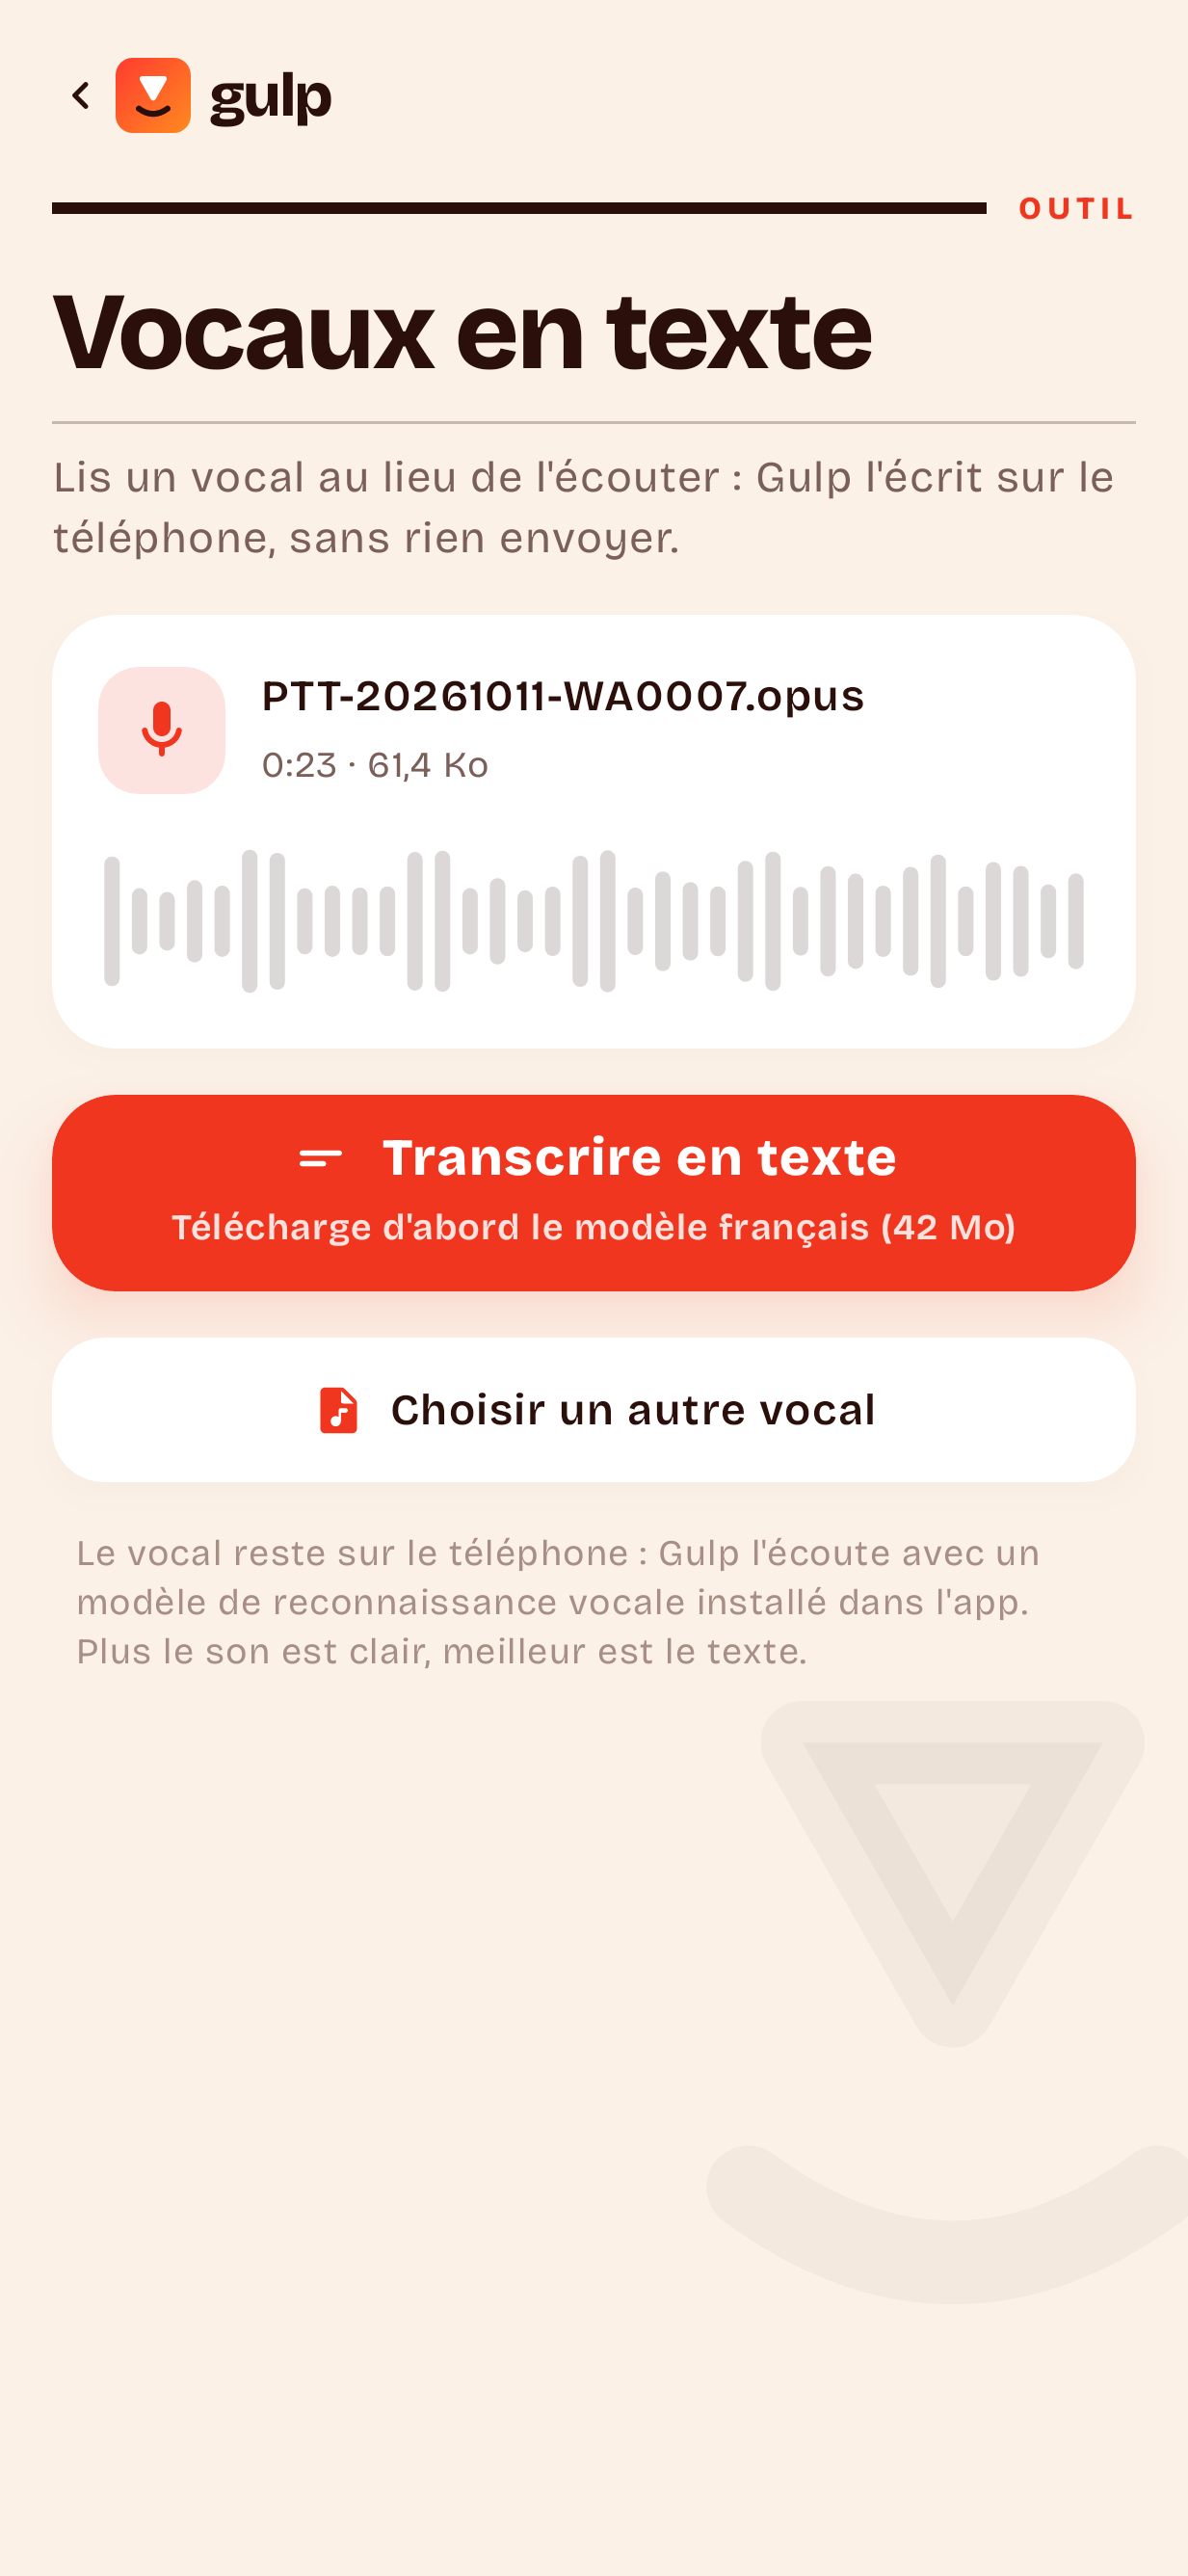 gulp
OUTIL
Vocaux en texte
Lis un vocal au lieu de l'écouter : Gulp l'écrit sur le
téléphone, sans rien envoyer.
PTT-20261011-WA0007.opus
0:23 · 61,4 Ko
Transcrire en texte
Télécharge d'abord le modèle français (42 Mo)
Choisir un autre vocal
Le vocal reste sur le téléphone : Gulp l'écoute avec un
modèle de reconnaissance vocale installé dans l'app.
Plus le son est clair, meilleur est le texte.